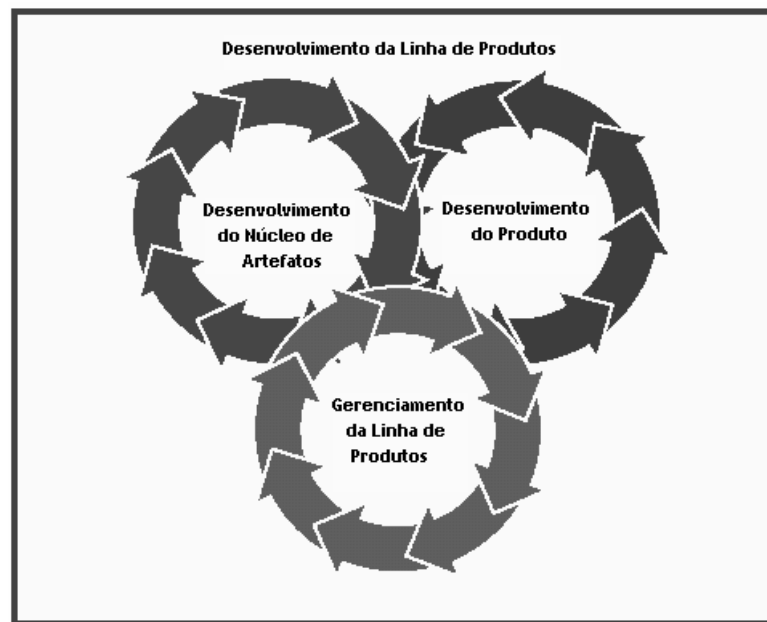 Desenvolvimento da Linha de Produtos
Desenvolvimento
do Núcleo de
Artefatos
Desenvolvimento
do Produto
Gerenciamento
da Linha de
Produtos